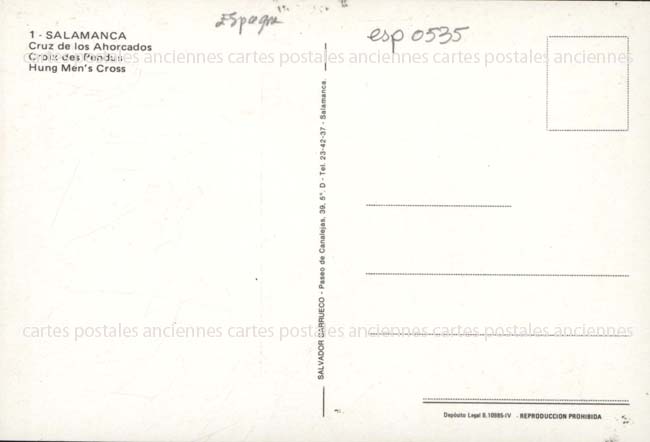 Espagne
esp 0535
1 - SALAMANCA
Cruz de los Ahorcados
cartes postales anciennes cartes postales anciennes cartes postales anciennes
Croix des Pendus
Hung Men's Cross
SALVADOR BARRUECO - Paseo de Canalejas, 39, 5°. D - Tel. 23-42-37 - Salamanca.
cartes postales anciennes cartes postales anciennes cartes postales anciennes
Depósito Legal B. 10985-IV - REPRODUCCION PROHIBIDA